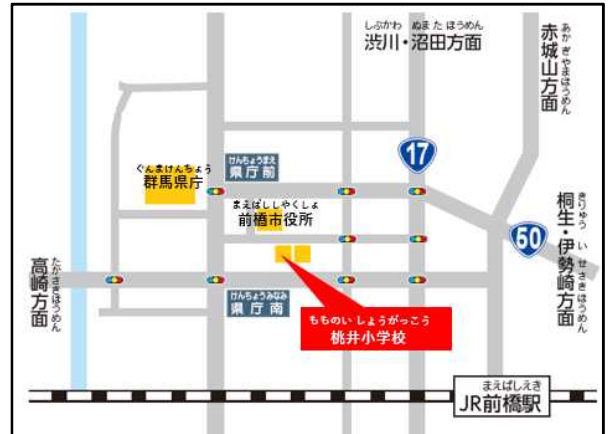 しぶかわ ぬまたほうめん
渋川・沼田方面
あかぎやまほうめん
赤城山方面
17
けんちょうまえ
県庁前
ぐんまけんちょう
群馬県庁
まえばししやくしょ
前橋市役所
50
きりゅう いせさきほうめん
桐生・伊勢崎方面
たかさきほうめん
高崎方面
けんちょうみなみ
県庁南
もものい しょうがっこう
桃井小学校
まえばしえき
JR前橋駅